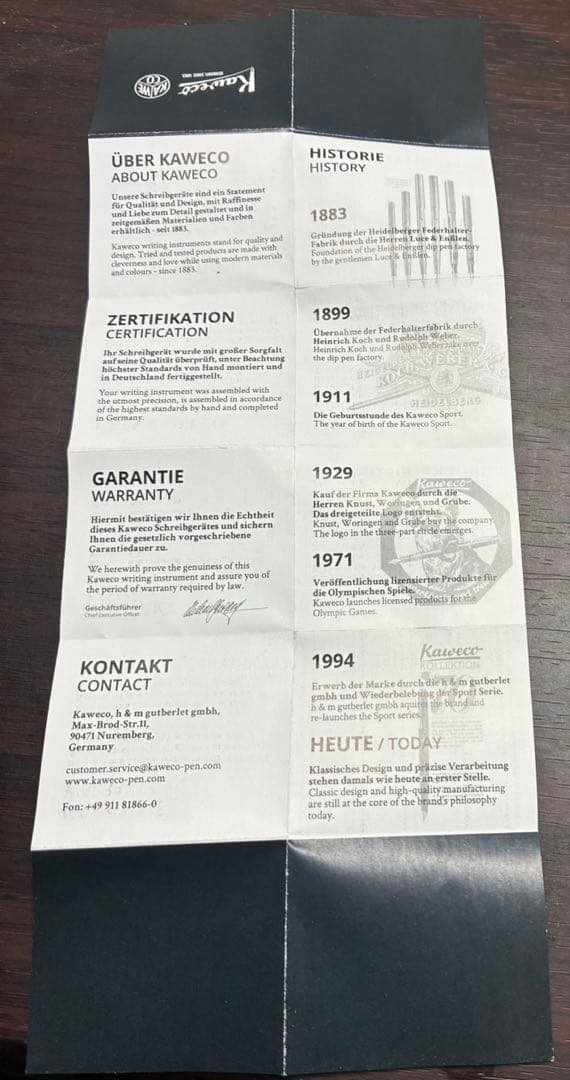 Kaweco
GERMANY, SINCE 1883
KA WE CO
ÜBER KAWECO
ABOUT KAWECO
Unsere Schreibgeräte sind ein Statement
für Qualität und Design, mit Raffinesse
und Liebe zum Detail gestaltet und in
zeitgemäßen Materialien und Farben
erhältlich - seit 1883.
Kaweco writing instruments stand for quality and
design. Tried and tested products are made with
cleverness and love while using modern materials
and colours - since 1883.
ZERTIFIKATION
CERTIFICATION
Ihr Schreibgerät wurde mit großer Sorgfalt
auf seine Qualität überprüft, unter Beachtung
höchster Standards von Hand montiert und
in Deutschland fertiggestellt.
Your writing instrument was assembled with
the utmost precision, is assembled in accordance
of the highest standards by hand and completed
in Germany.
GARANTIE
WARRANTY
Hiermit bestätigen wir Ihnen die Echtheit
dieses Kaweco Schreibgerätes und sichern
Ihnen die gesetzlich vorgeschriebene
Garantiedauer zu.
We herewith prove the genuiness of this
Kaweco writing instrument and assure you of
the period of warranty required by law.
Geschäftsführer
Chief Executive Officer
KONTAKT
CONTACT
Kaweco, h & m gutberlet gmbh,
Max-Brod-Str.11,
90471 Nuremberg,
Germany
customer.service@kaweco-pen.com
www.kaweco-pen.com
Fon: +49 911 81866-0
HISTORIE
HISTORY
1883
Gründung der Heidelberger Federhalter-
Fabrik durch die Herren Luce & Enßlen.
Foundation of the Heidelberger dip pen factory
by the gentlemen Luce & Enßlen.
1899
Übernahme der Federhalterfabrik durch
Heinrich Koch und Rudolph Weber.
Heinrich Koch und Rudolph Weber take over
the dip pen factory.
HEIDELBERG
1911
Die Geburtsstunde des Kaweco Sport.
The year of birth of the Kaweco Sport.
1929
Kaweco
Kauf der Firma Kaweco durch die
Herren Knust, Woringen und Grube.
Das dreigeteilte Logo entsteht.
Knust, Woringen and Grube buy the company.
The logo in the three-part circle emerges.
1971
Veröffentlichung lizensierter Produkte für
die Olympischen Spiele.
Kaweco launches licensed products for the
Olympic Games.
1994
Kaweco
KOLLEKTION
Erwerb der Marke durch die h & m gutberlet
gmbh und Wiederbelebung der Sport Serie.
h & m gutberlet gmbh aquires the brand and
re-launches the Sport series.
HEUTE / TODAY
Klassisches Design und präzise Verarbeitung
stehen damals wie heute an erster Stelle.
Classic design and high-quality manufacturing
are still at the core of the brand's philosophy
today.